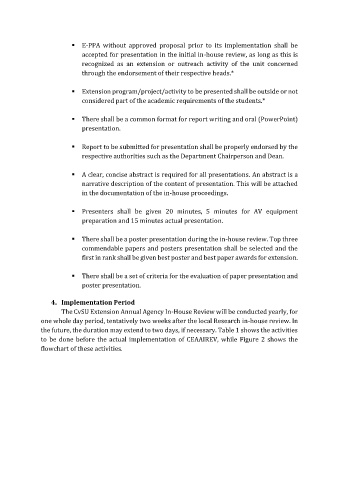 ▪ E-PPA without approved proposal prior to its implementation shall be
accepted for presentation in the initial in-house review, as long as this is
recognized as an extension or outreach activity of the unit concerned
through the endorsement of their respective heads.*
▪ Extension program/project/activity to be presented shall be outside or not
considered part of the academic requirements of the students.*
▪ There shall be a common format for report writing and oral (PowerPoint)
presentation.
▪ Report to be submitted for presentation shall be properly endorsed by the
respective authorities such as the Department Chairperson and Dean.
▪ A clear, concise abstract is required for all presentations. An abstract is a
narrative description of the content of presentation. This will be attached
in the documentation of the in-house proceedings.
▪ Presenters shall be given 20 minutes, 5 minutes for AV equipment
preparation and 15 minutes actual presentation.
▪ There shall be a poster presentation during the in-house review. Top three
commendable papers and posters presentation shall be selected and the
first in rank shall be given best poster and best paper awards for extension.
▪ There shall be a set of criteria for the evaluation of paper presentation and
poster presentation.
4. Implementation Period
The CvSU Extension Annual Agency In-House Review will be conducted yearly, for
one whole day period, tentatively two weeks after the local Research in-house review. In
the future, the duration may extend to two days, if necessary. Table 1 shows the activities
to be done before the actual implementation of CEAAIREV, while Figure 2 shows the
flowchart of these activities.